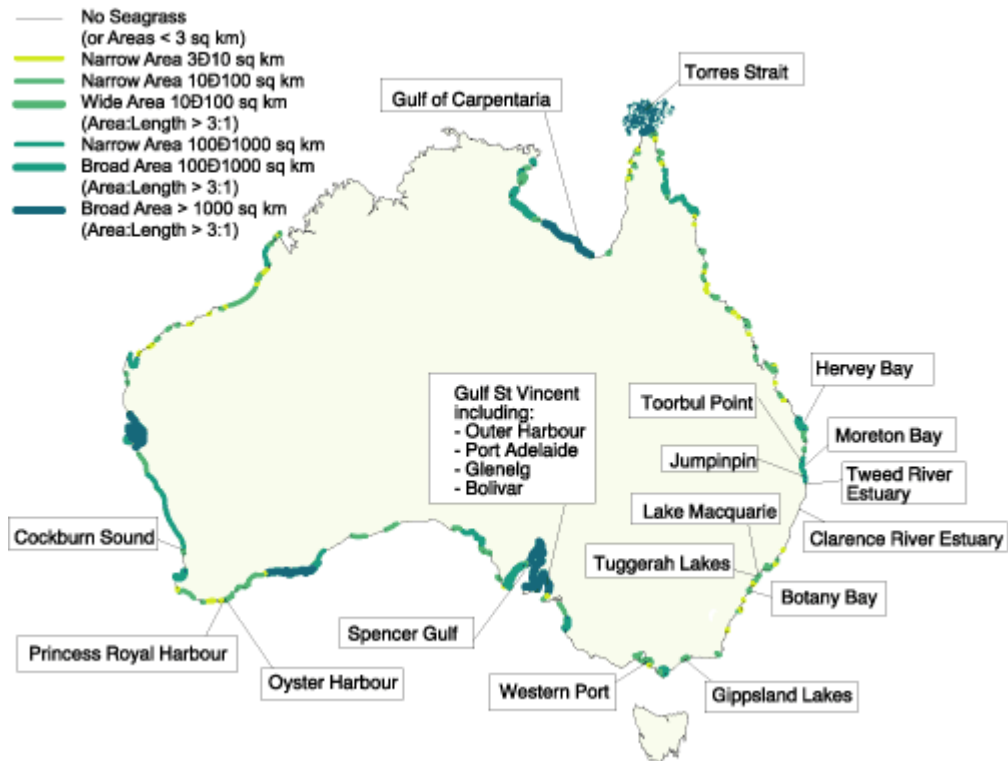 No Seagrass
(or Areas < 3 sq km)
Narrow Area 3Ð10 sq km
Narrow Area 10Ð100 sq km
Wide Area 10Ð100 sq km
(Area:Length > 3:1)
Narrow Area 100Ð1000 sq km
Broad Area 100Ð1000 sq km
(Area:Length > 3:1)
Broad Area > 1000 sq km
(Area:Length > 3:1)
Torres Strait
Gulf of Carpentaria
Hervey Bay
Gulf St Vincent
including:
- Outer Harbour
- Port Adelaide
- Glenelg
- Bolivar
Toorbul Point
Moreton Bay
Jumpinpin
Tweed River
Estuary
Lake Macquarie
Clarence River Estuary
Cockburn Sound
Tuggerah Lakes
Botany Bay
Spencer Gulf
Princess Royal Harbour
Oyster Harbour
Western Port
Gippsland Lakes